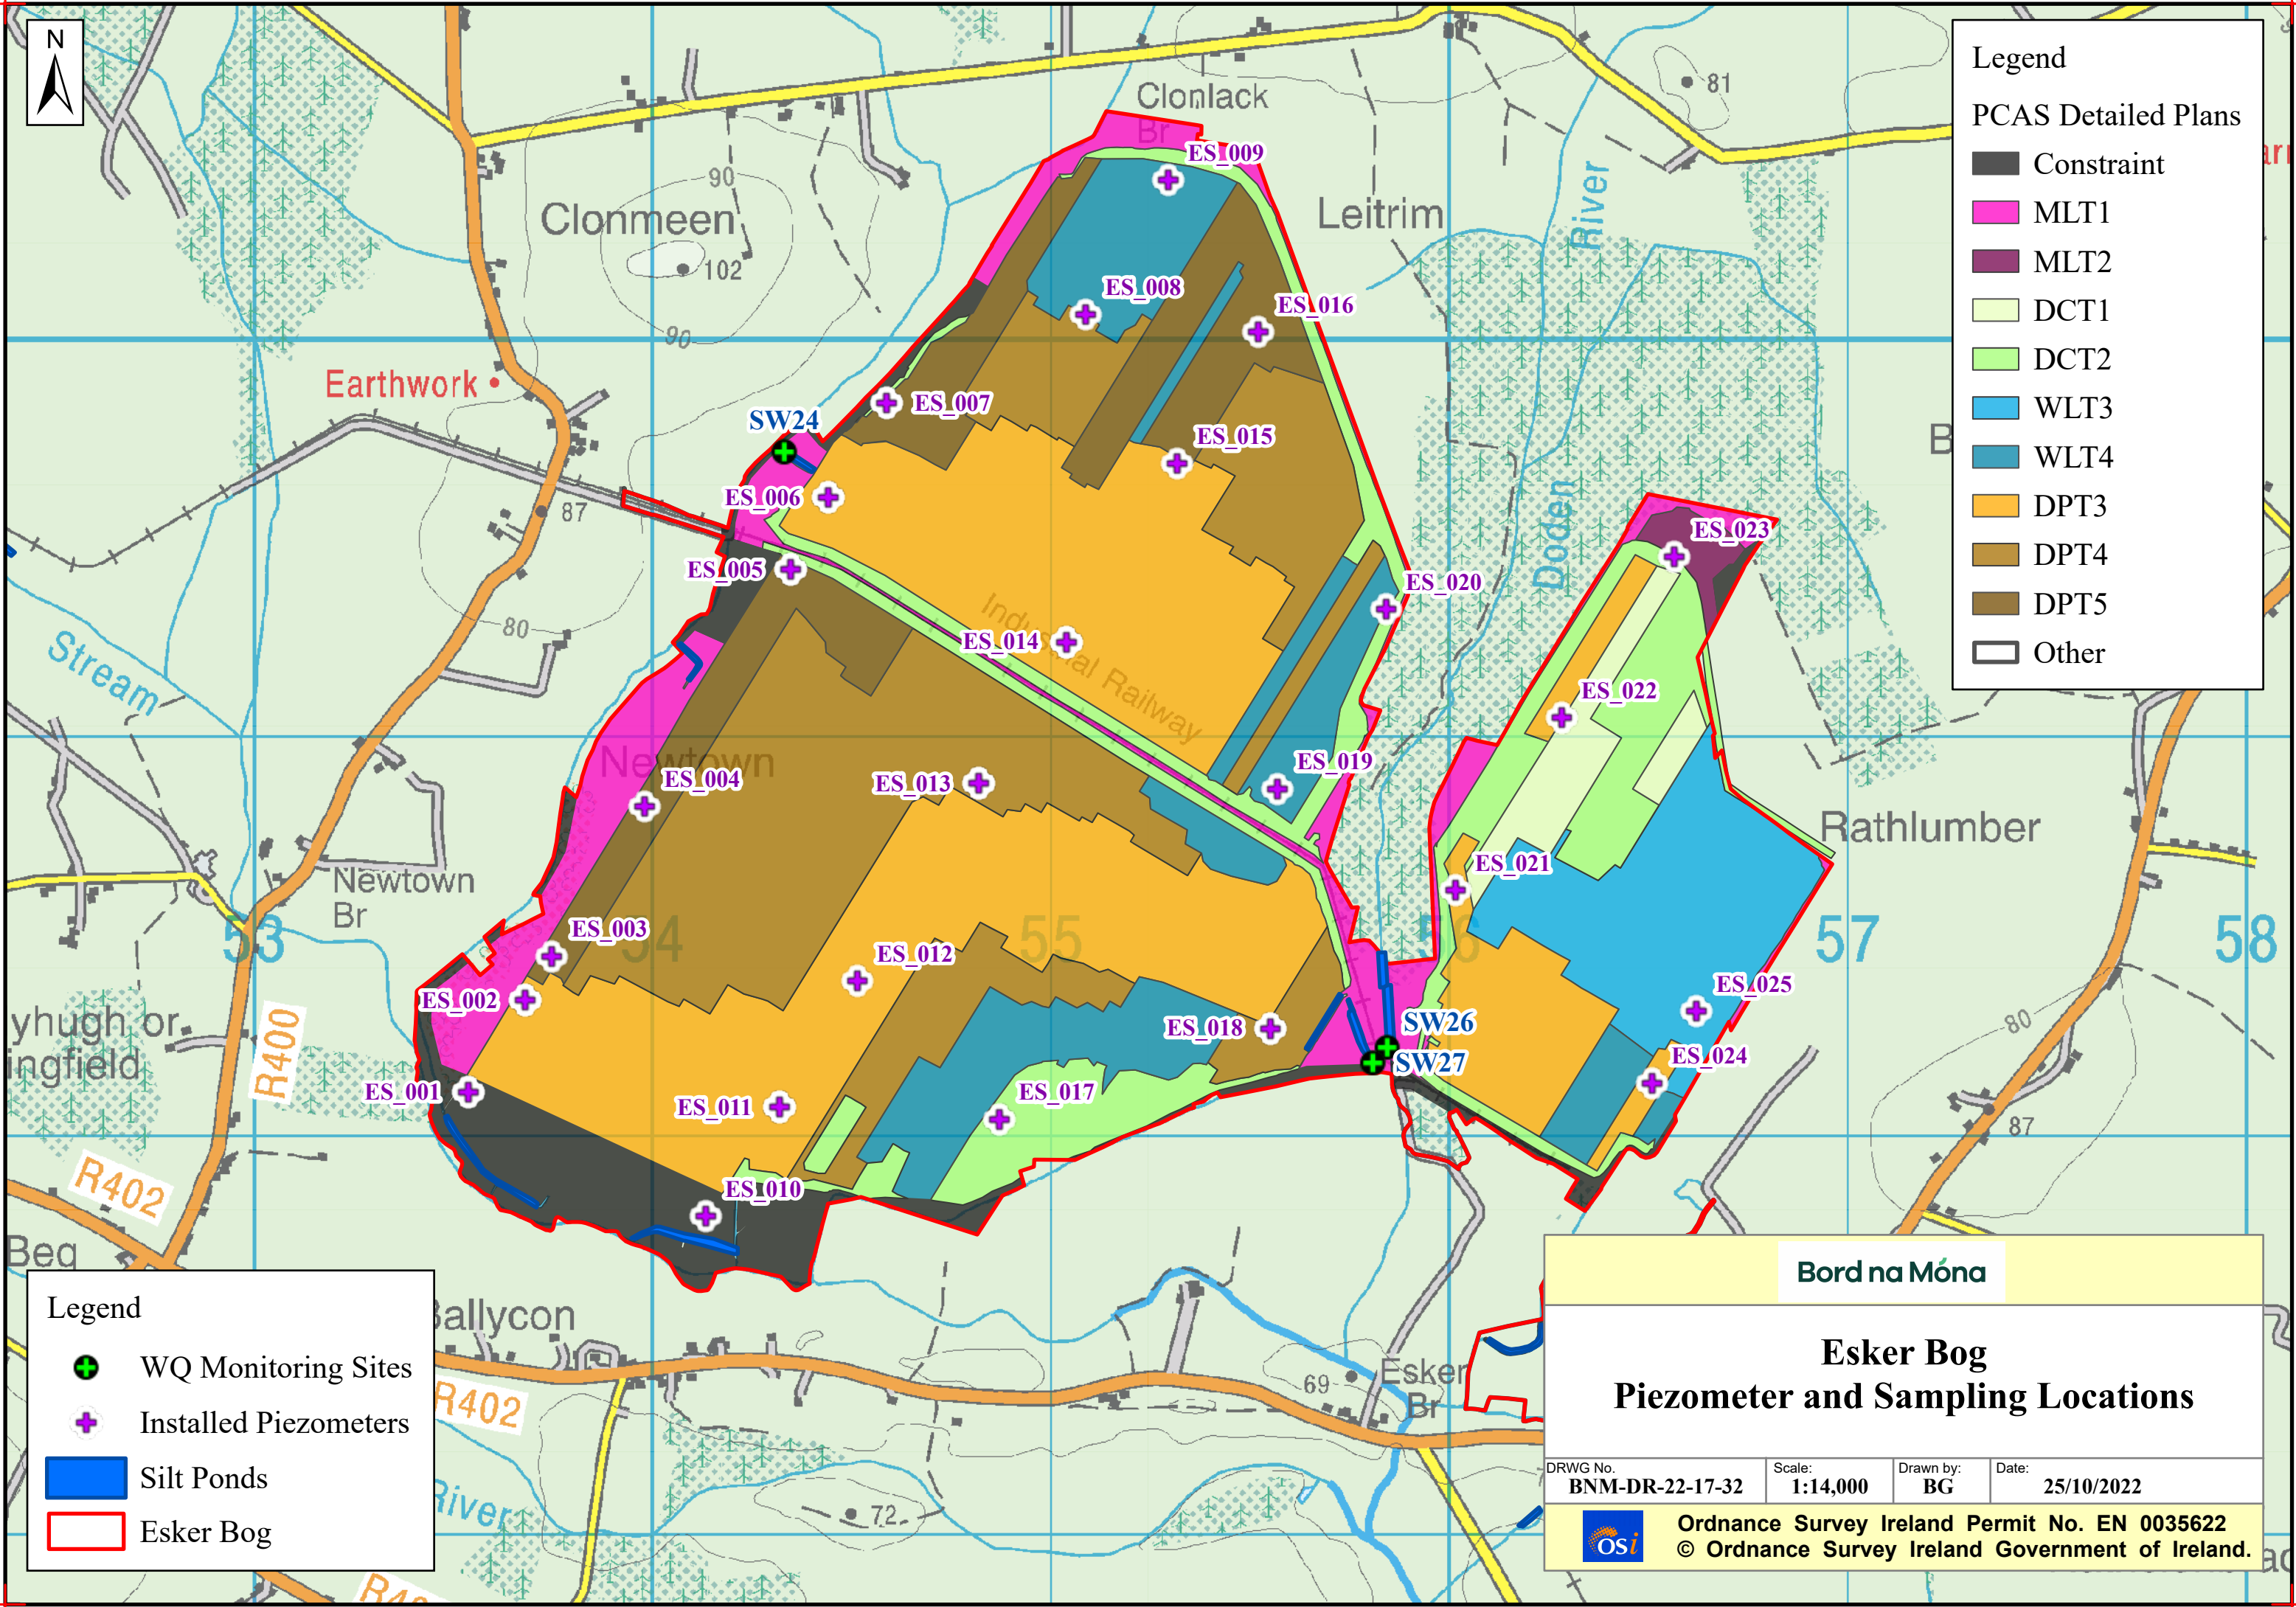 N
Clonlack
Br
81
Legend
PCAS Detailed Plans
Constraint
MLT1
MLT2
DCT1
DCT2
WLT3
WLT4
DPT3
DPT4
DPT5
Other
90
Clonmeen
102
90
Leitrim
River
Doden
Earthwork
87
80
Stream
Newtown
Industrial Railway
Newtown
Br
Rathlumber
53
54
55
56
57
58
R400
R402
80
87
ES_009
ES_008
ES_016
ES_007
SW24
ES_015
ES_006
ES_005
ES_023
ES_020
ES_014
ES_022
ES_004
ES_013
ES_019
ES_021
ES_003
ES_012
ES_002
ES_025
ES_018
SW26
SW27
ES_024
ES_001
ES_011
ES_017
ES_010
yhugh or
ingfield
Beg
Ballycon
R402
River
72
69
Esker
Br
Legend
WQ Monitoring Sites
Installed Piezometers
Silt Ponds
Esker Bog
Bord na Móna
Esker Bog
Piezometer and Sampling Locations
DRWG No.
BNM-DR-22-17-32
Scale:
1:14,000
Drawn by:
BG
Date:
25/10/2022
OSi
Ordnance Survey Ireland Permit No. EN 0035622
© Ordnance Survey Ireland Government of Ireland.